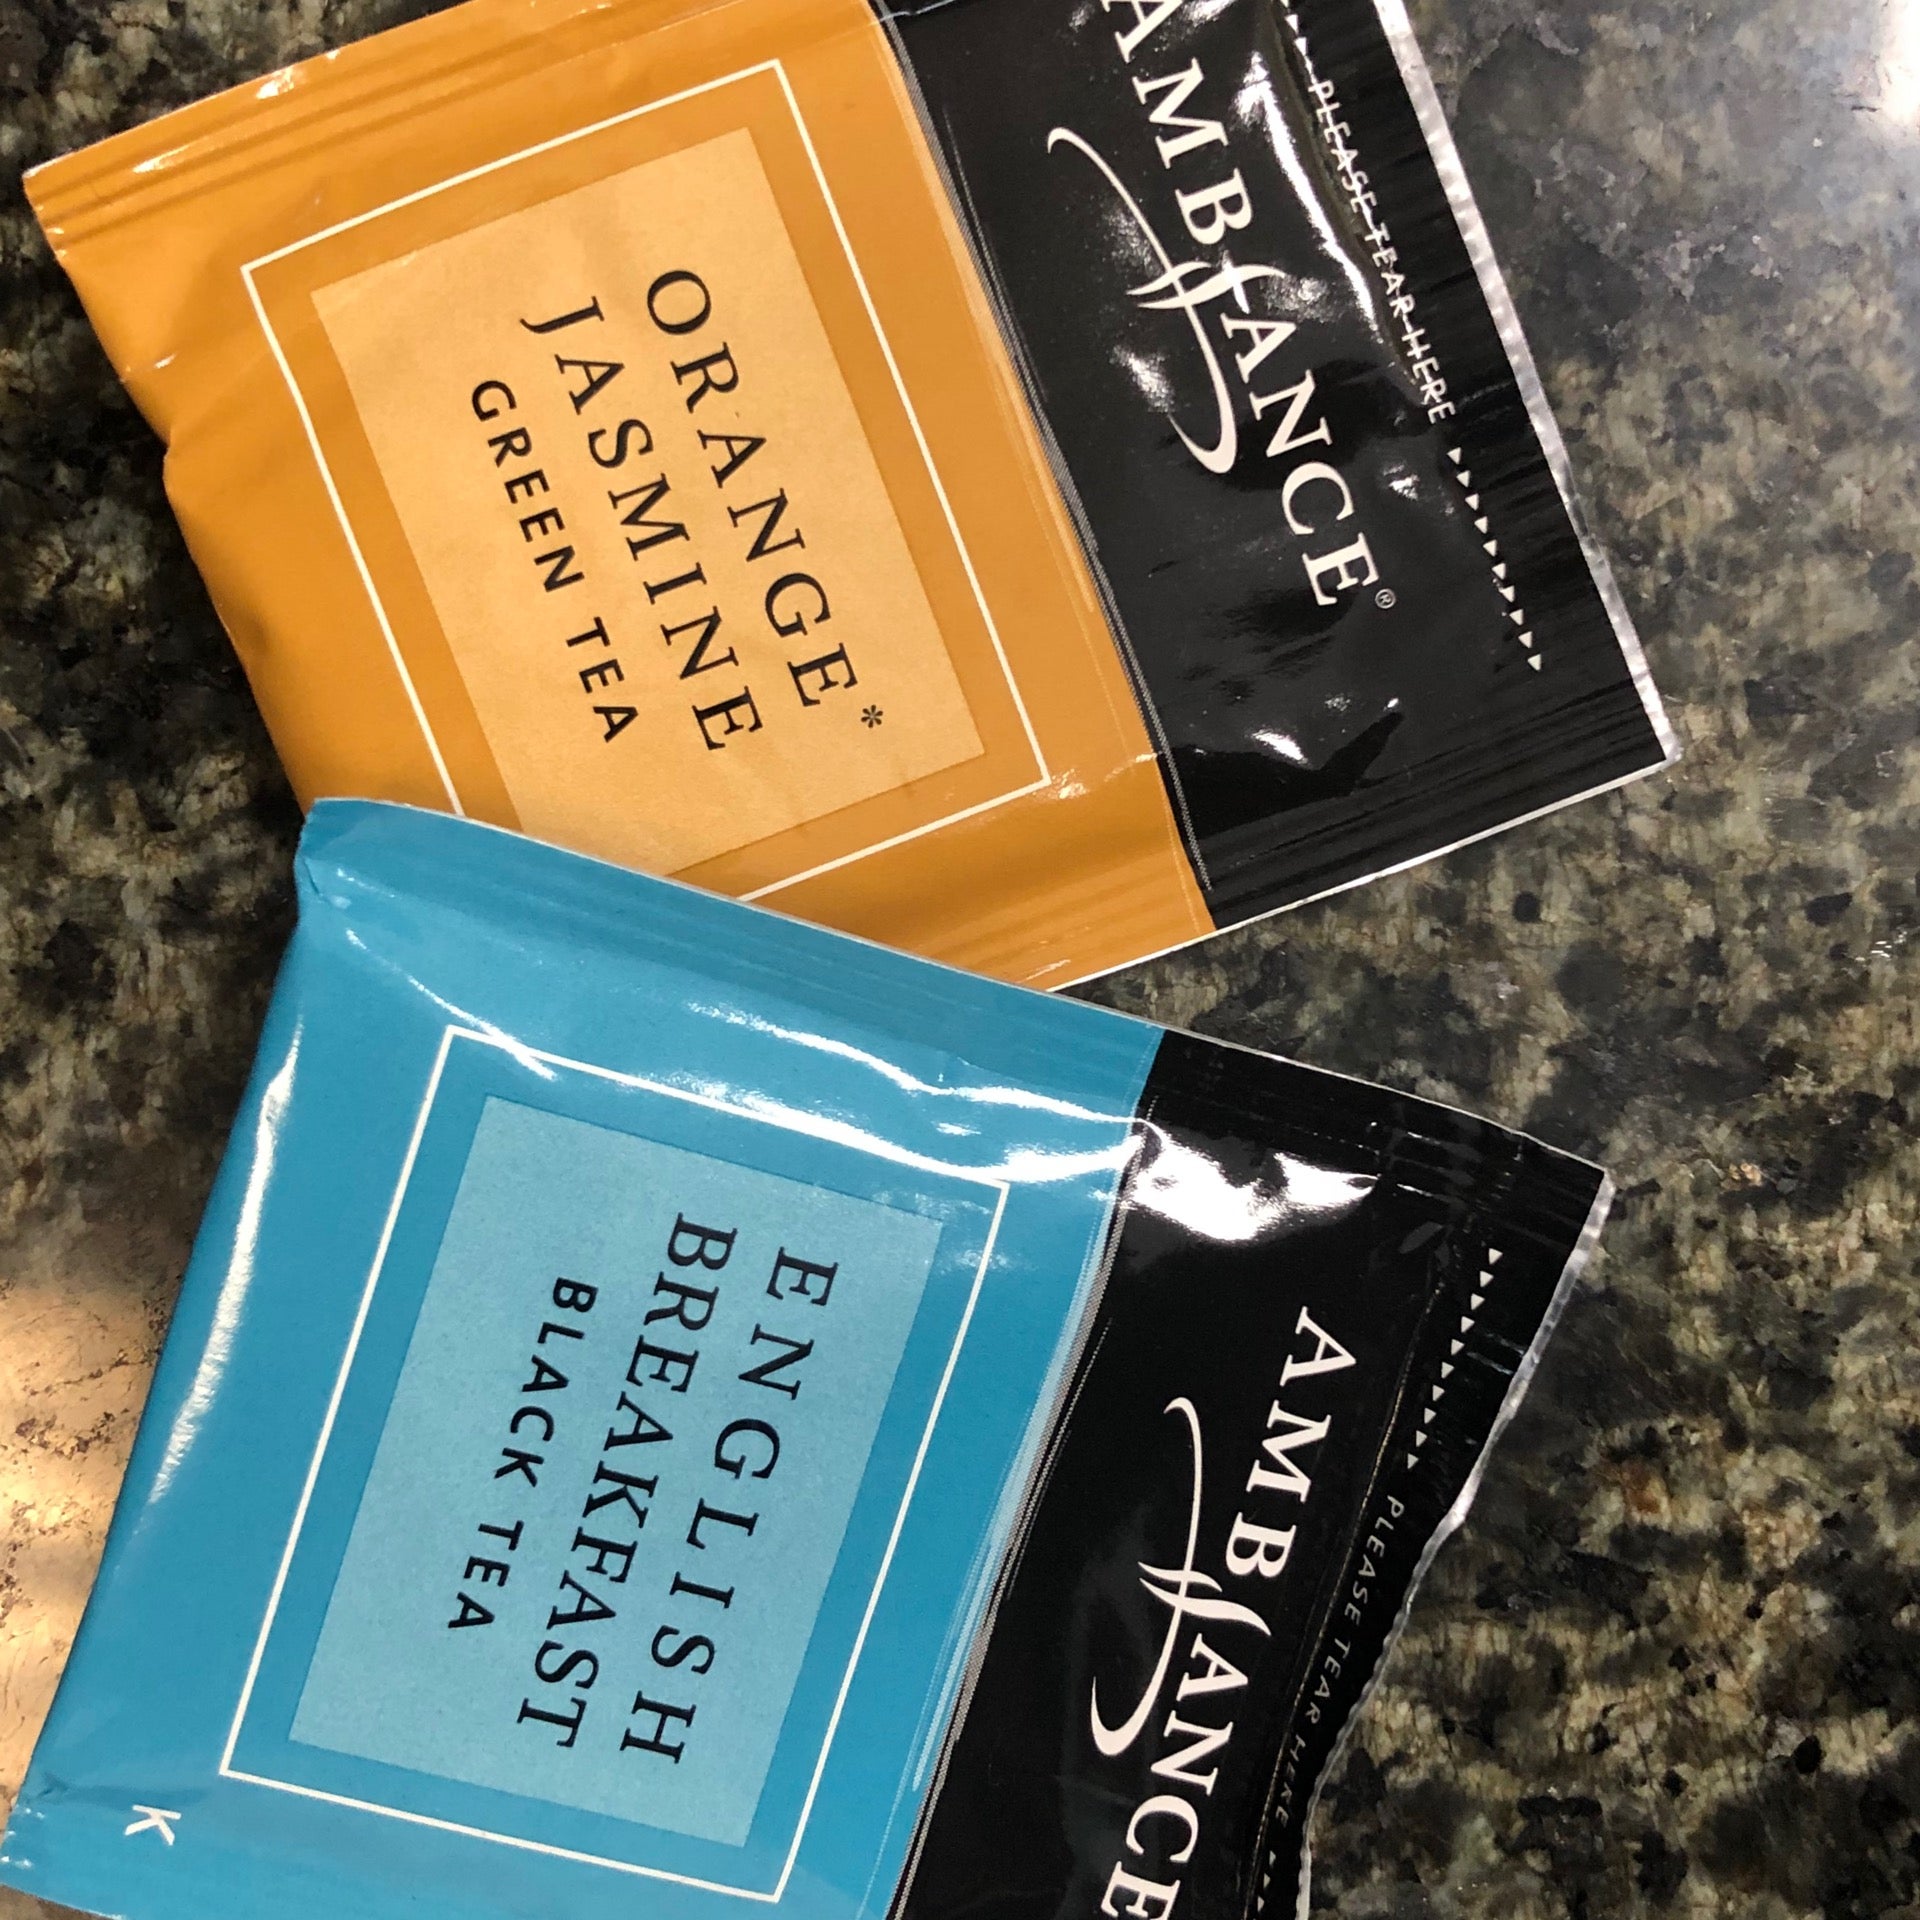 PLEASE TEAR HERE
AMBIANCE®
ORANGE*
JASMINE
GREEN TEA
PLEASE TEAR HERE
AMBIANCE
ENGLISH
BREAKFAST
BLACK TEA
K